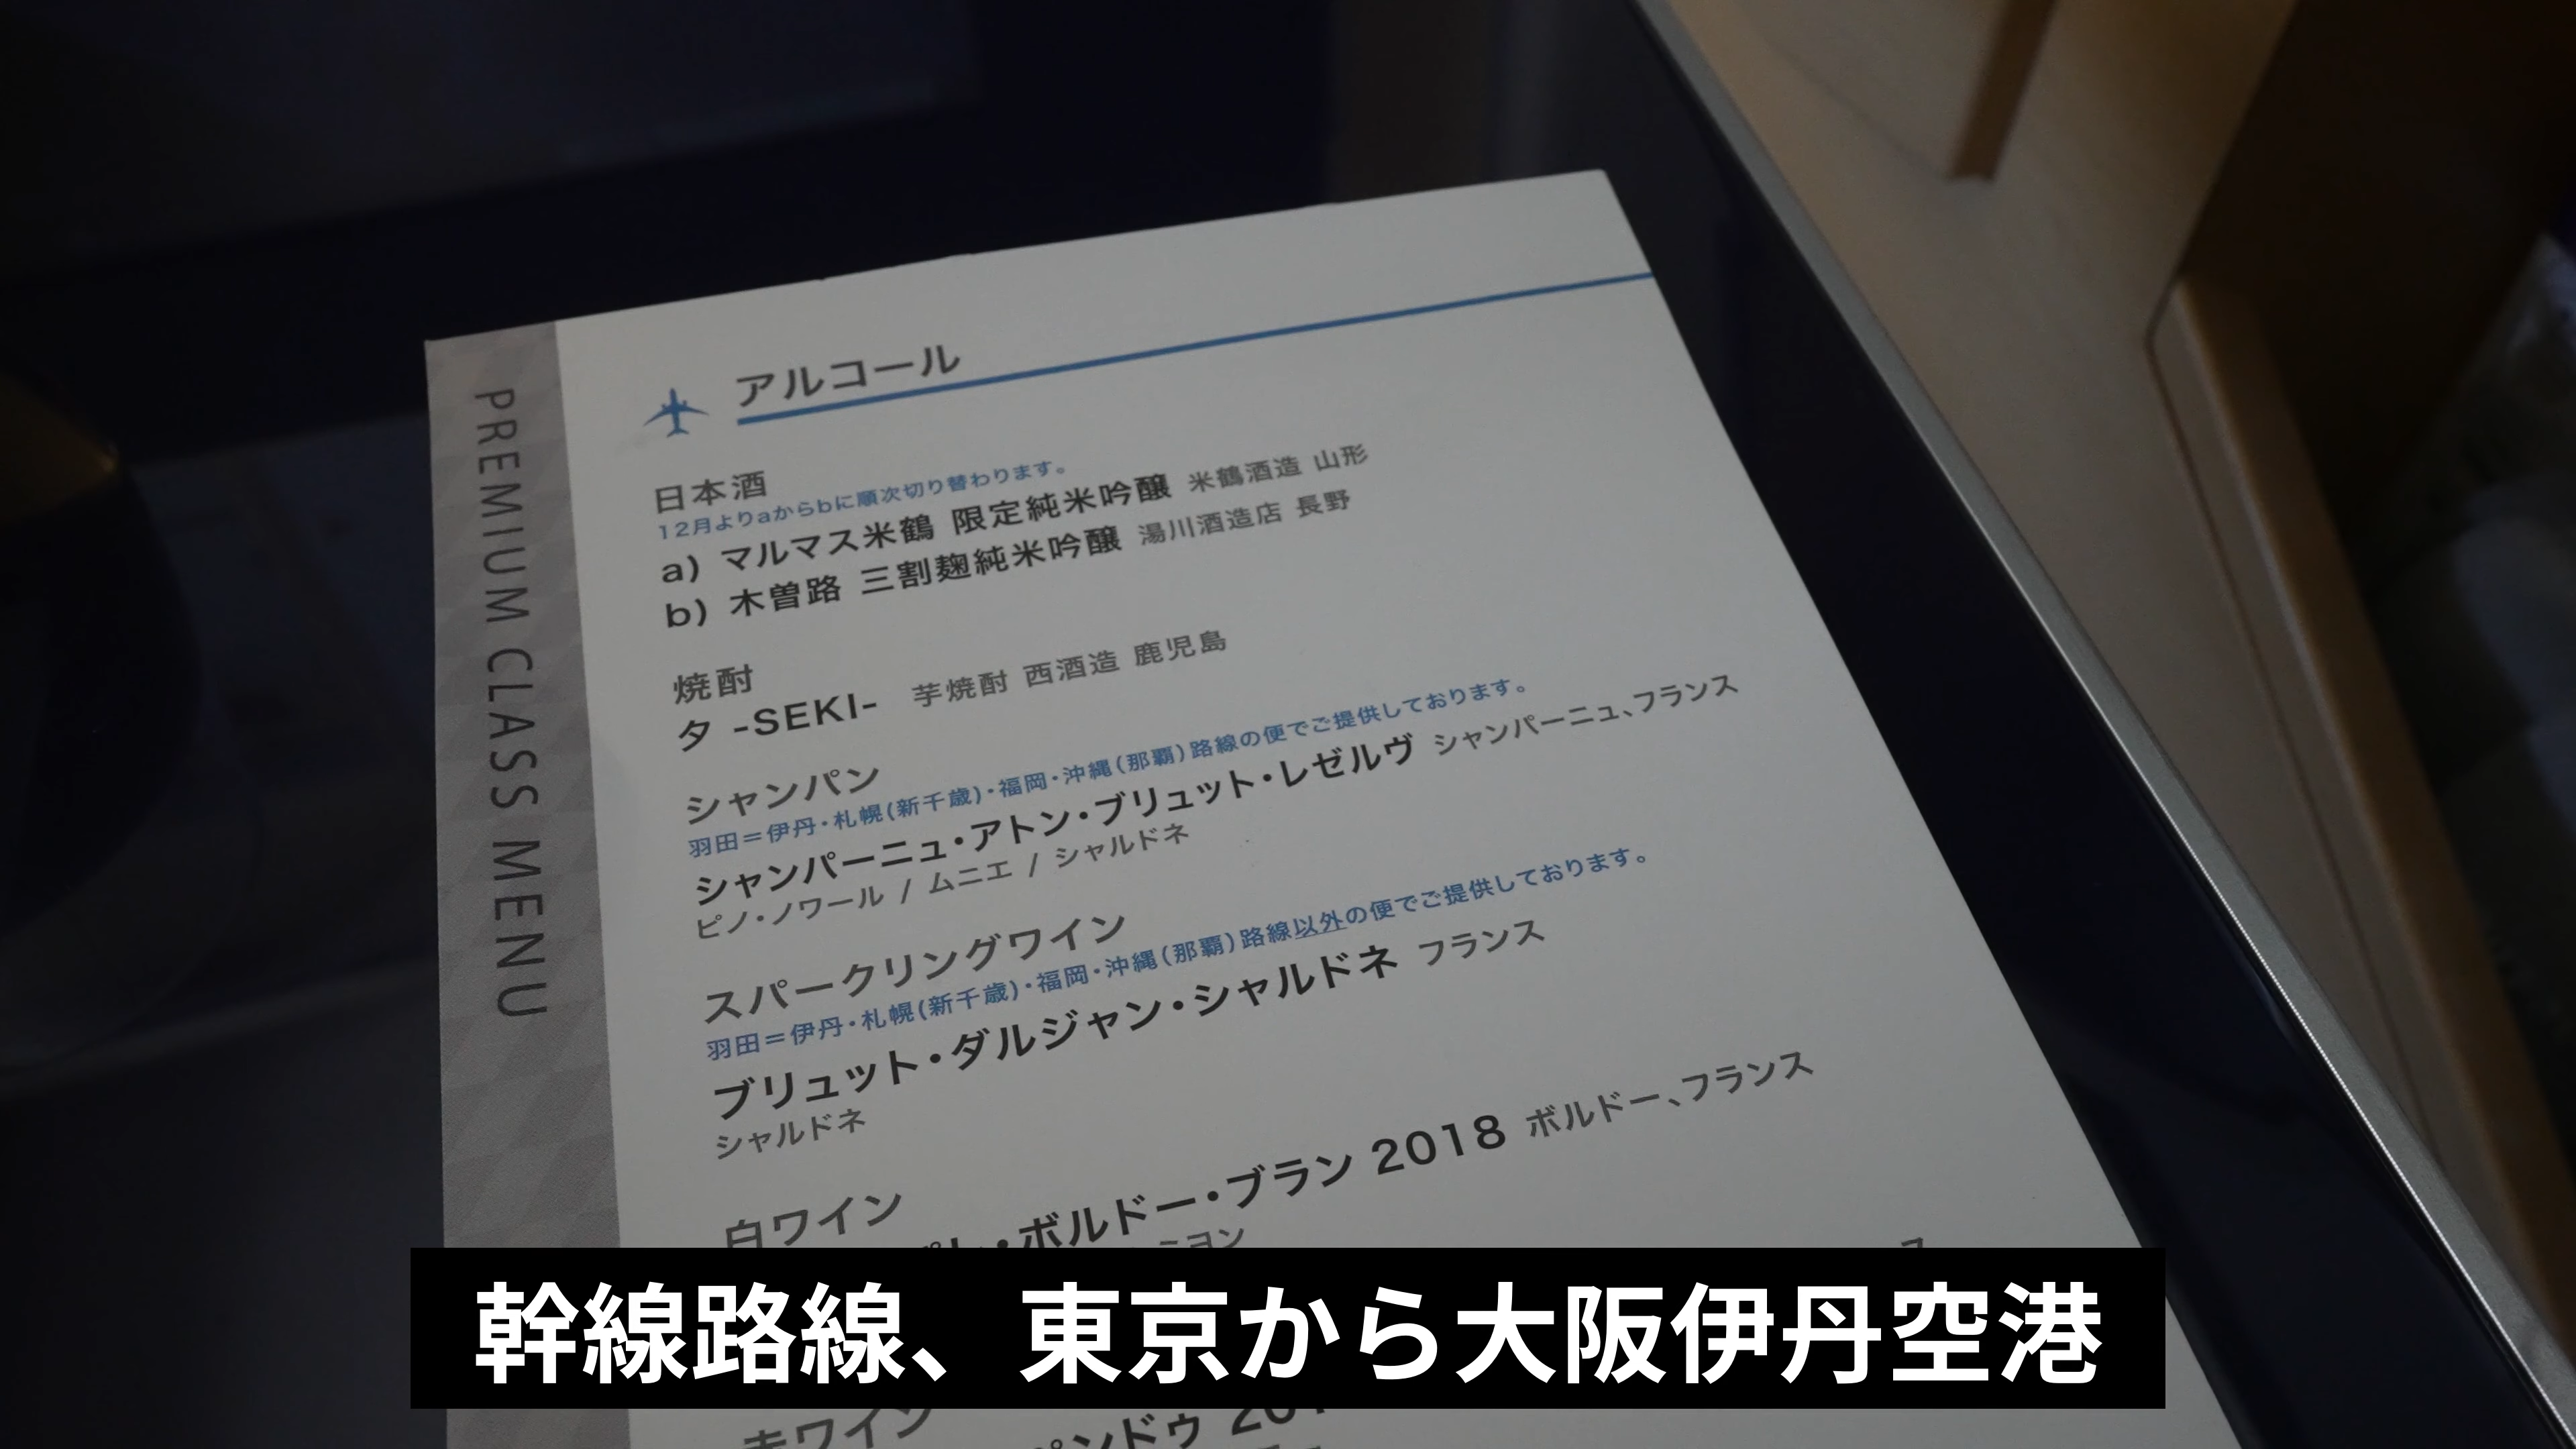 PREMIUM CLASS MENU
アルコール
日本酒
12月よりaからbに順次切り替わります。
a) マルマス米鶴 限定純米吟醸 米鶴酒造 山形
b) 木曽路 三割麹純米吟醸 湯川酒造店 長野
焼酎
夕 -SEKI- 芋焼酎 西酒造 鹿児島
シャンパン
羽田=伊丹・札幌(新千歳)・福岡・沖縄(那覇)路線の便でご提供しております。
シャンパーニュ・アトン・ブリュット・レゼルヴ シャンパーニュ、フランス
ピノ・ノワール / ムニエ / シャルドネ
スパークリングワイン
羽田=伊丹・札幌(新千歳)・福岡・沖縄(那覇)路線以外の便でご提供しております。
ブリュット・ダルジャン・シャルドネ フランス
シャルドネ
白ワイン
・ボルドー・ブラン 2018 ボルドー、フランス
幹線路線、東京から大阪伊丹空港
赤ワイン